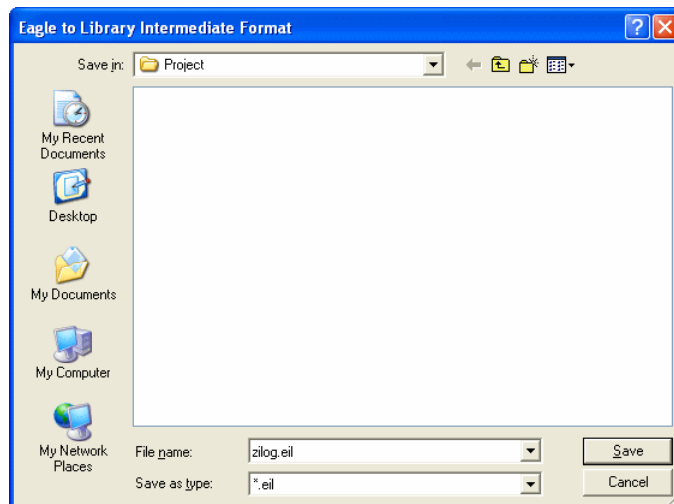 Eagle to Library Intermediate Format
Save in:
Project
My Recent
Documents
Desktop
My Documents
My Computer
My Network
Places
File name:
zilog.eil
Save
Save as type:
*.eil
Cancel